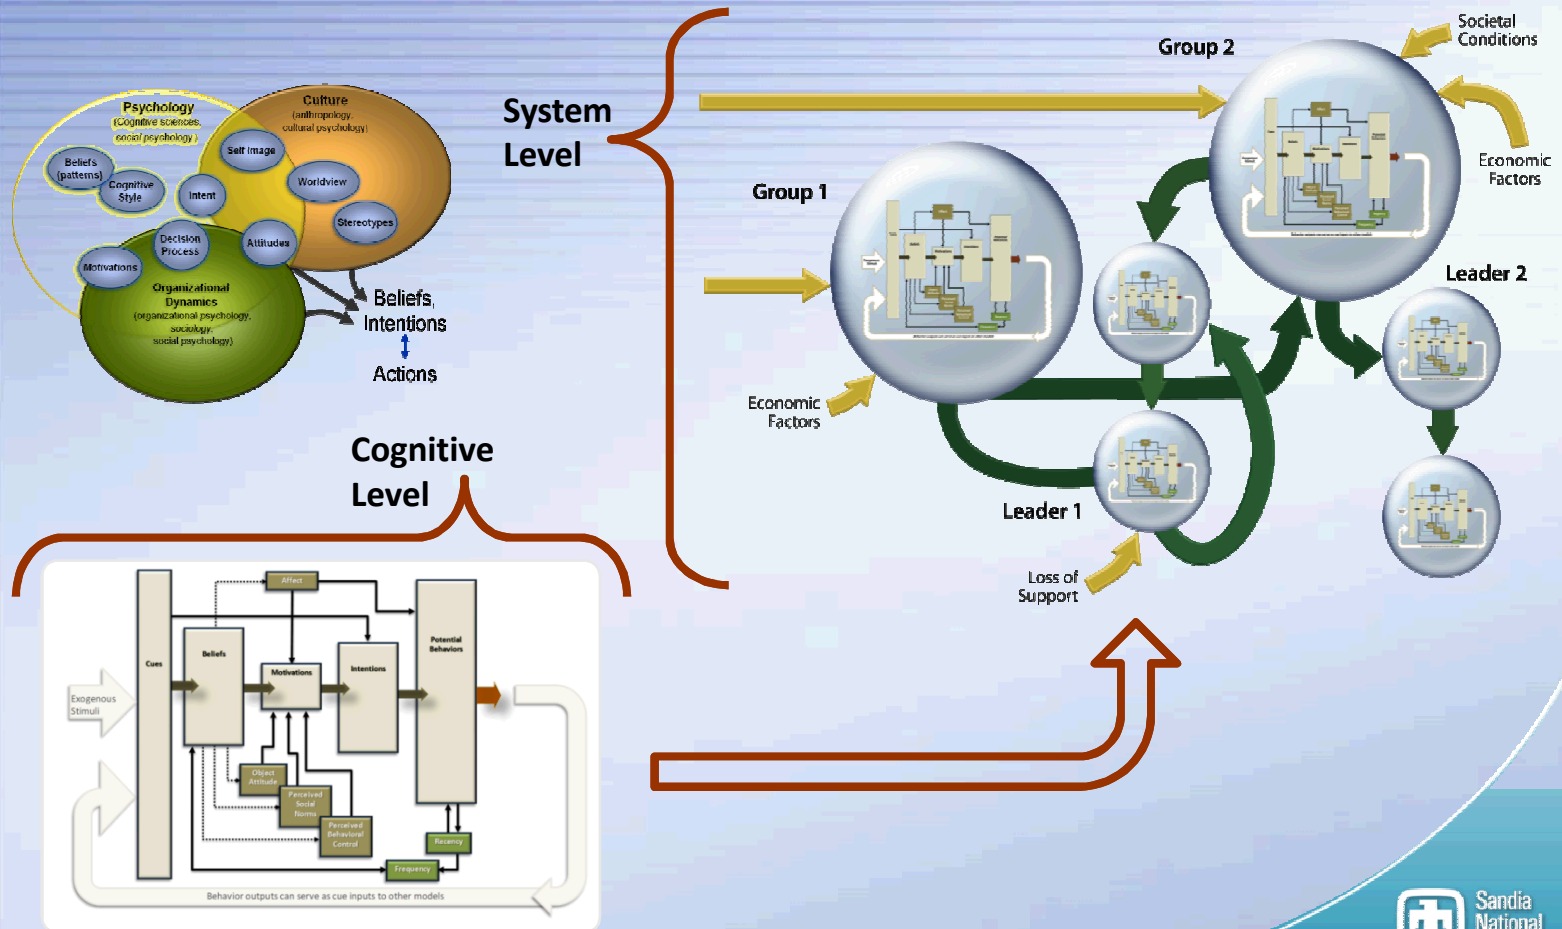 Psychology
(Cognitive sciences,
social psychology)
Culture
(anthropology,
cultural psychology)
Self Image
Beliefs
(patterns)
Cognitive
Style
Intent
Worldview
Stereotypes
Decision
Process
Attitudes
Motivations
Organizational
Dynamics
(organizational psychology,
sociology,
social psychology)
Beliefs,
Intentions
Actions
System
Level
Group 1
Group 2
Societal
Conditions
Economic
Factors
Leader 2
Economic
Factors
Leader 1
Loss of
Support
Cognitive
Level
Exogenous
Stimuli
Cues
Beliefs
Affect
Motivations
Intentions
Potential
Behaviors
Object
Attitude
Perceived
Social
Norms
Perceived
Behavioral
Control
Recency
Frequency
Behavior outputs can serve as cue inputs to other models
Sandia
National